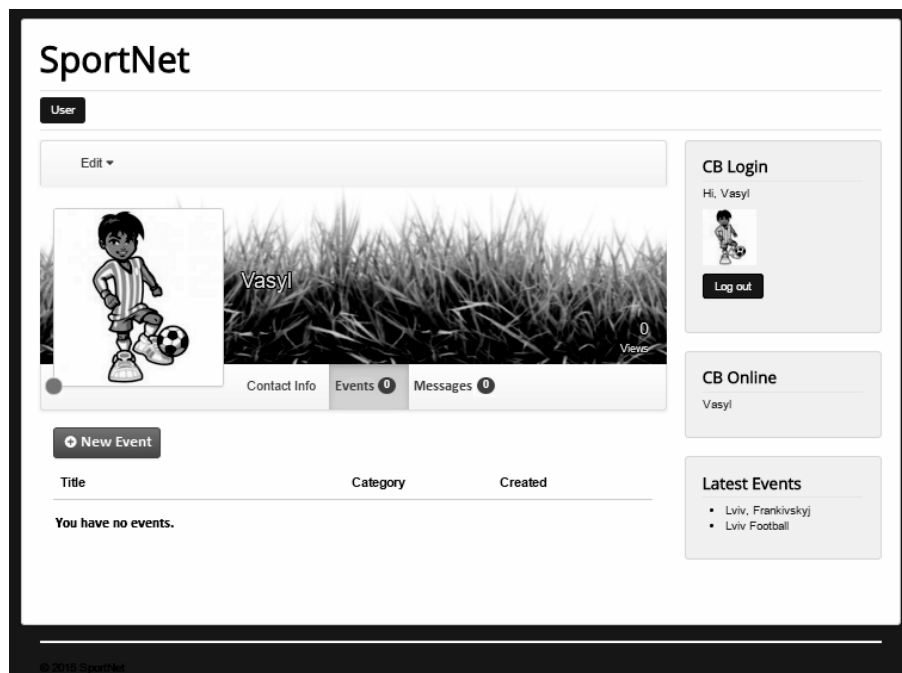 SportNet
User
Edit
Vasyl
0
Views
Contact Info Events 0 Messages 0
New Event
Title Category Created
You have no events.
CB Login
Hi, Vasyl
Log out
CB Online
Vasyl
Latest Events
Lviv, Frankivskyj
Lviv Football
© 2015 SportNet